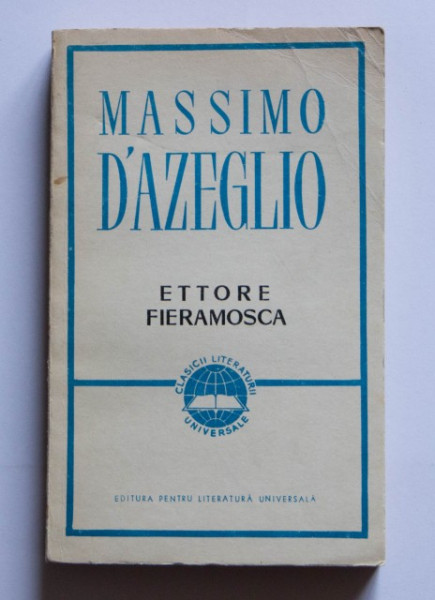 MASSIMO
D'AZEGLIO
ETTORE
FIERAMOSCA
CLASICII LITERATURII
UNIVERSALE
EDITURA PENTRU LITERATURĂ UNIVERSALĂ